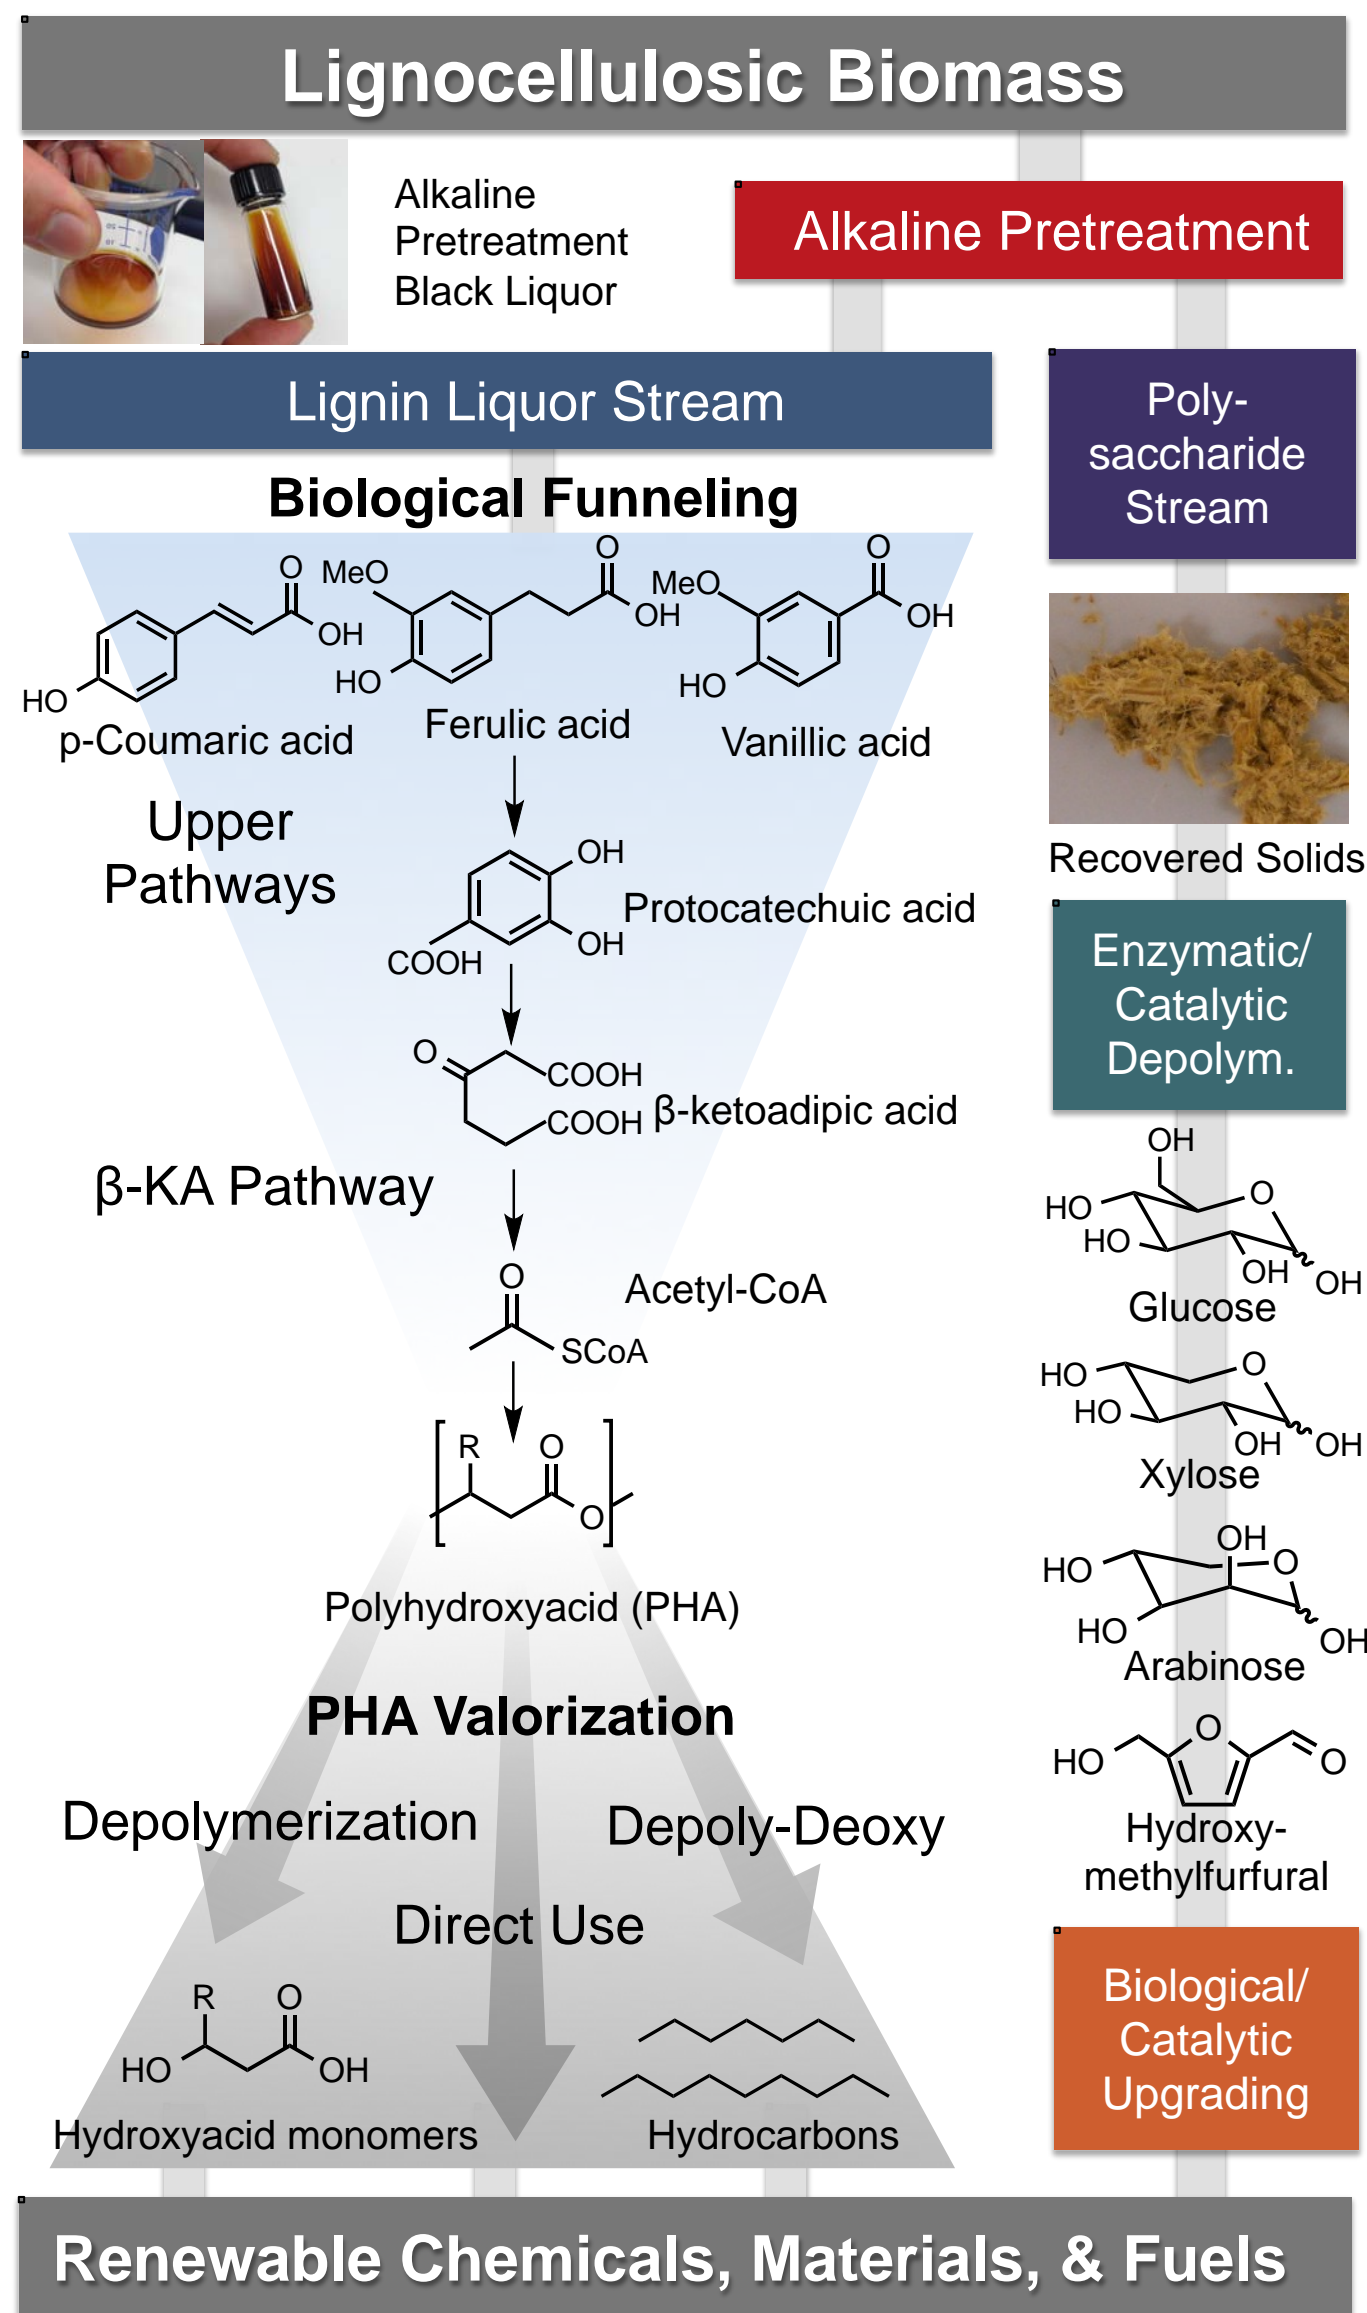 Lignocellulosic Biomass
Alkaline
Pretreatment
Black Liquor
Alkaline Pretreatment
Lignin Liquor Stream
Biological Funneling
O
OH
HO
p-Coumaric acid
MeO
O
OH
HO
Ferulic acid
MeO
O
OH
HO
Vanillic acid
Upper
Pathways
OH
OH
COOH
Protocatechuic acid
O
COOH
COOH
β-ketoadipic acid
β-KA Pathway
O
SCoA
Acetyl-CoA
R
O
O
Polyhydroxyacid (PHA)
PHA Valorization
Depolymerization
Depoly-Deoxy
Direct Use
R
O
HO
OH
Hydroxyacid monomers
Hydrocarbons
Poly-
saccharide
Stream
Recovered Solids
Enzymatic/
Catalytic
Depolym.
OH
O
HO
HO
OH
OH
Glucose
O
HO
HO
OH
OH
Xylose
OH
O
HO
HO
OH
Arabinose
O
HO
O
Hydroxy-
methylfurfural
Biological/
Catalytic
Upgrading
Renewable Chemicals, Materials, & Fuels